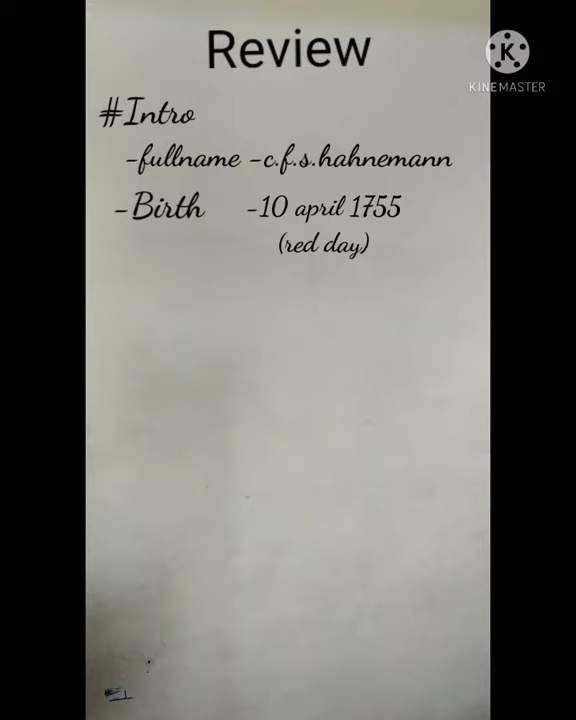 Review
KINEMASTER
#Intro
-fullname -c.f.s.hahnemann
-Birth -10 april 1755
(red day)